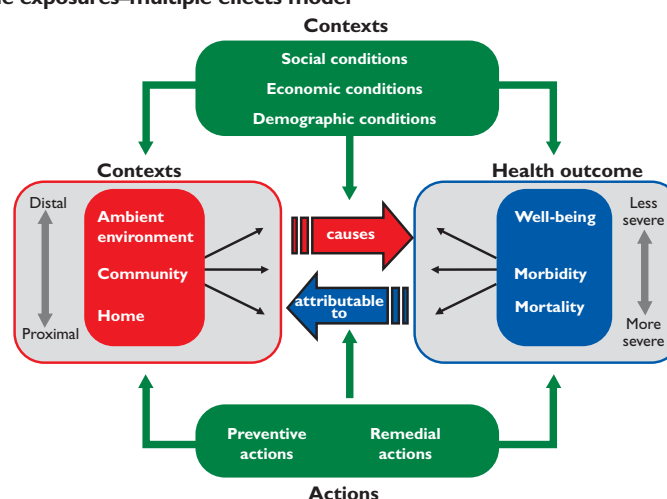 exposures–multiple effects model
Contexts
Social conditions
Economic conditions
Demographic conditions
Contexts
Health outcome
Distal
Proximal
Ambient
environment
Community
Home
causes
attributable
to
Well-being
Morbidity
Mortality
Less
severe
More
severe
Preventive
actions
Remedial
actions
Actions